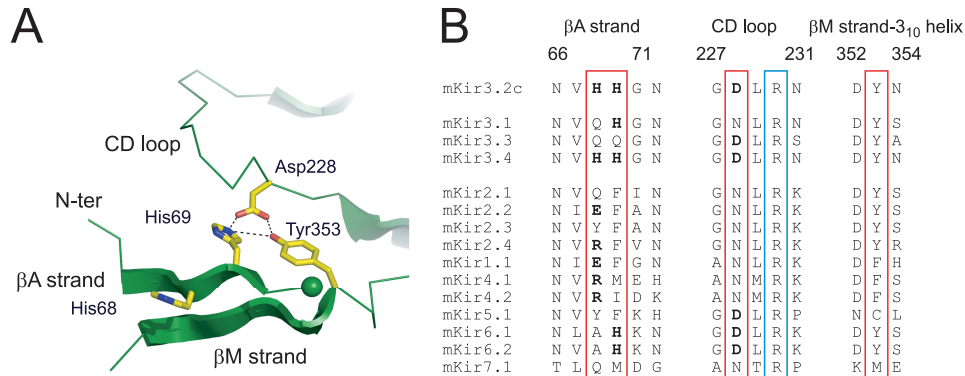 A
CD loop
Asp228
N-ter
His69
Tyr353
βA strand
His68
βM strand
B
βA strand CD loop βM strand-3₁₀ helix
66 71 227 231 352 354
mKir3.2c N V H H G N G D L R N D Y N
mKir3.1 N V Q H G N G N L R N D Y S
mKir3.3 N V Q Q G N G D L R S D Y A
mKir3.4 N V H H G N G D L R N D Y N
mKir2.1 N V Q F I N G N L R K D Y S
mKir2.2 N I E F A N G N L R K D Y S
mKir2.3 N V Y F A N G N L R K D Y S
mKir2.4 N V R F V N G N L R K D Y R
mKir1.1 N I E F G N A N L R K D F H
mKir4.1 N V R M E H A N M R K D F S
mKir4.2 N V R I D K A N M R K D F S
mKir5.1 N V Y F K H G D L R P N C L
mKir6.1 N L A H K N G D L R K D Y S
mKir6.2 N V A H K N G D L R K D Y S
mKir7.1 T L Q M D G A N T R P K M E